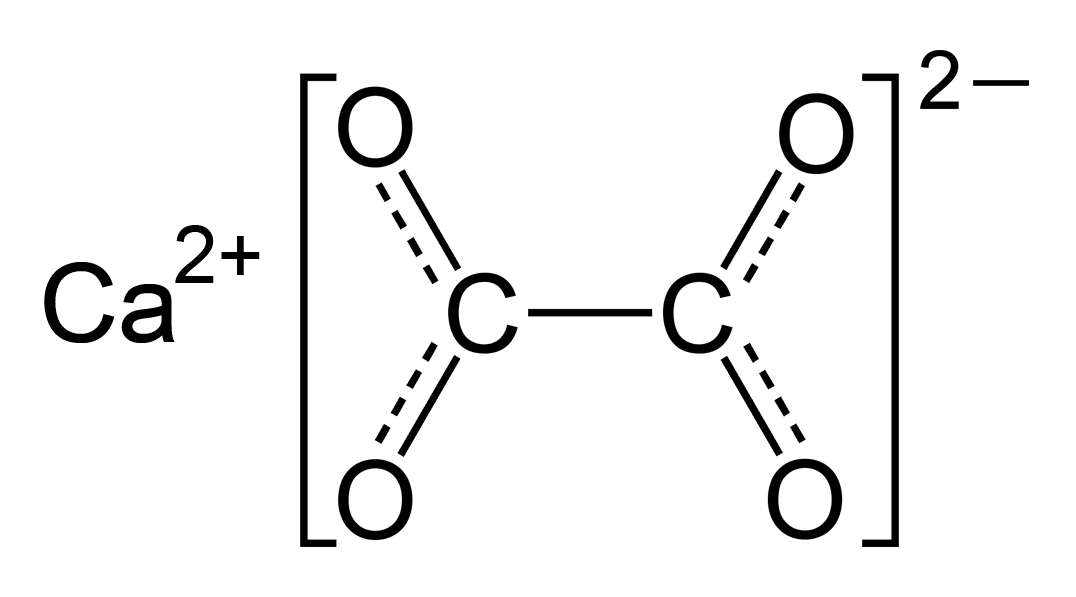 O O 2−
Ca2+ C C
O O